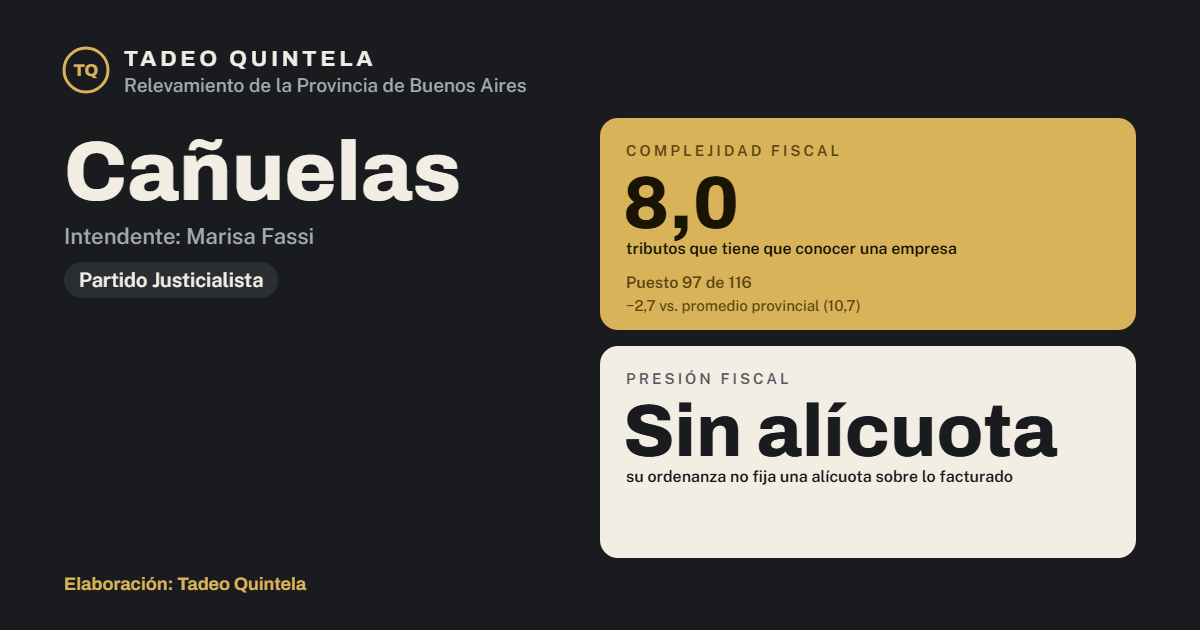 TQ
TADEO QUINTELA
Relevamiento de la Provincia de Buenos Aires
Cañuelas
Intendente: Marisa Fassi
Partido Justicialista
COMPLEJIDAD FISCAL
8,0
tributos que tiene que conocer una empresa
Puesto 97 de 116
−2,7 vs. promedio provincial (10,7)
PRESIÓN FISCAL
Sin alícuota
su ordenanza no fija una alícuota sobre lo facturado
Elaboración: Tadeo Quintela